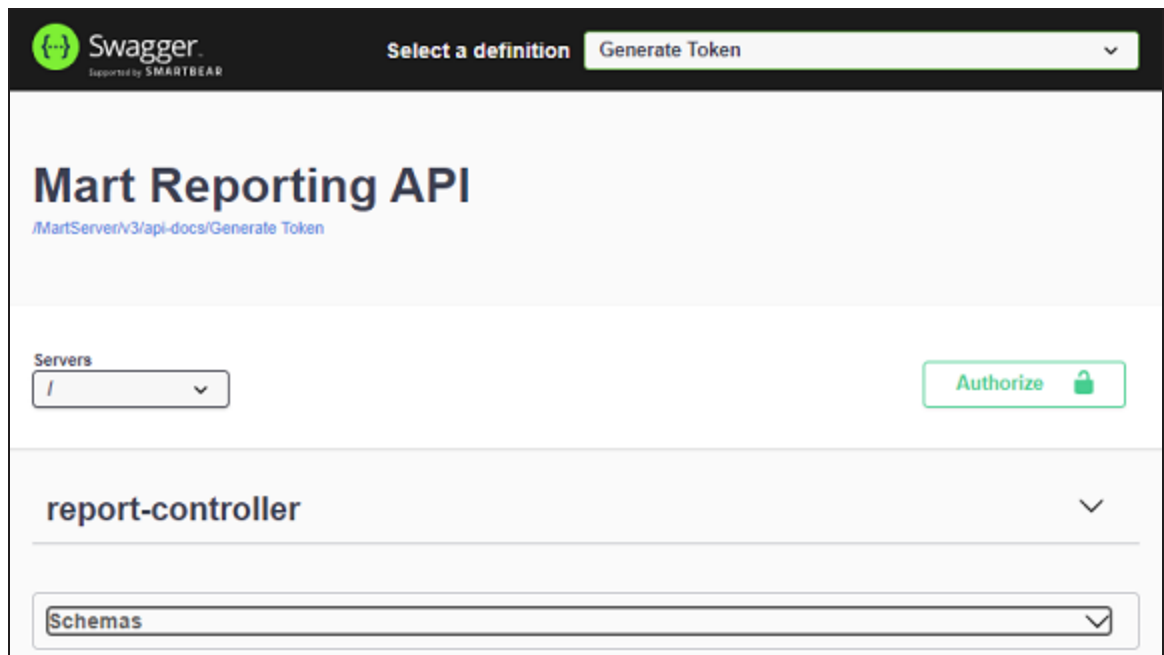 Swagger.
Supported by SMARTBEAR
Select a definition
Generate Token
Mart Reporting API
/MartServer/v3/api-docs/Generate Token
Servers
/
Authorize
report-controller
Schemas